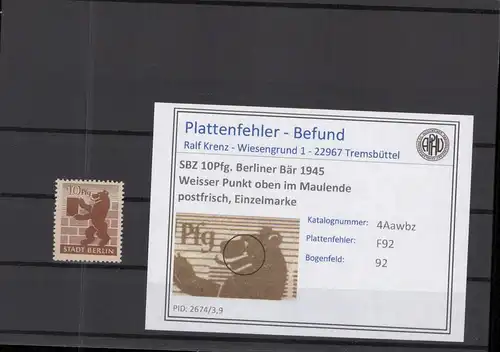 10 Pfg.
STADT BERLIN
Plattenfehler - Befund
Ralf Krenz - Wiesengrund 1 - 22967 Tremsbüttel
SBZ 10Pfg. Berliner Bär 1945
Weisser Punkt oben im Maulende
postfrisch, Einzelmarke
Pfg.
Katalognummer: 4Aawbz
Plattenfehler: F92
Bogenfeld: 92
PID: 2674/3,9